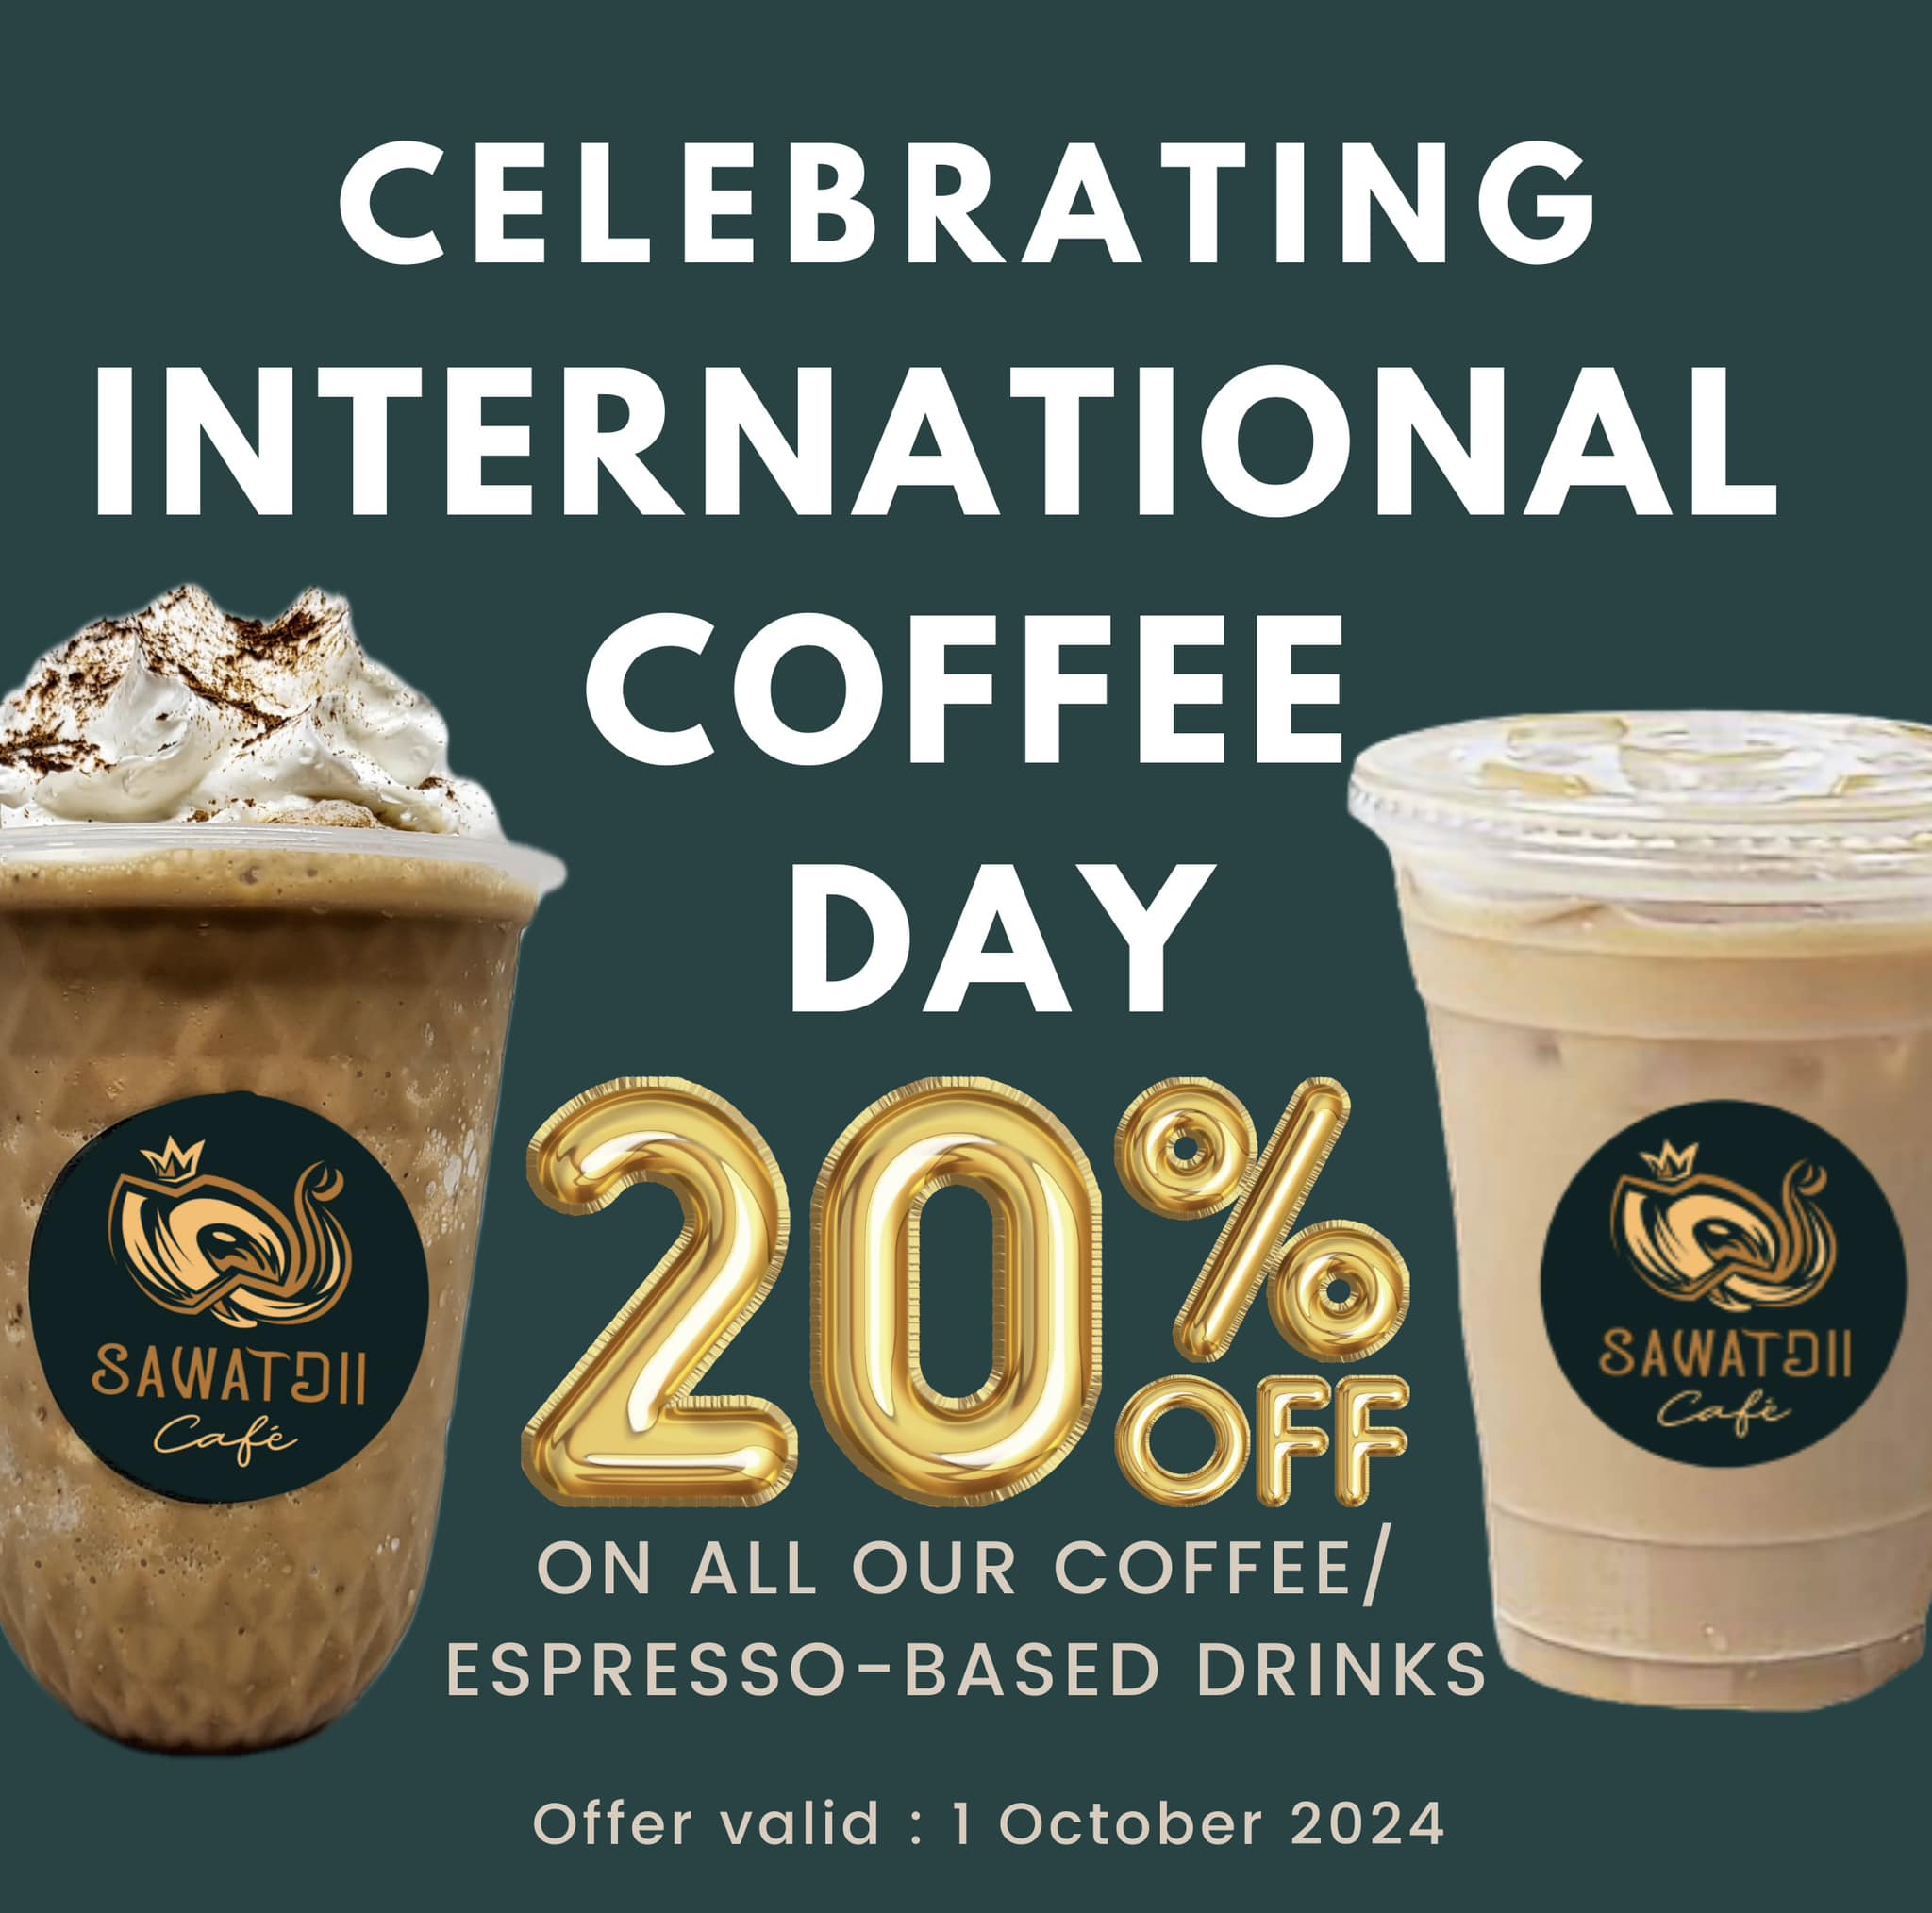 CELEBRATING
INTERNATIONAL
COFFEE
DAY
20%
OFF
ON ALL OUR COFFEE/
ESPRESSO-BASED DRINKS
Offer valid : 1 October 2024
SAWATDII
Café
SAWATDII
Café